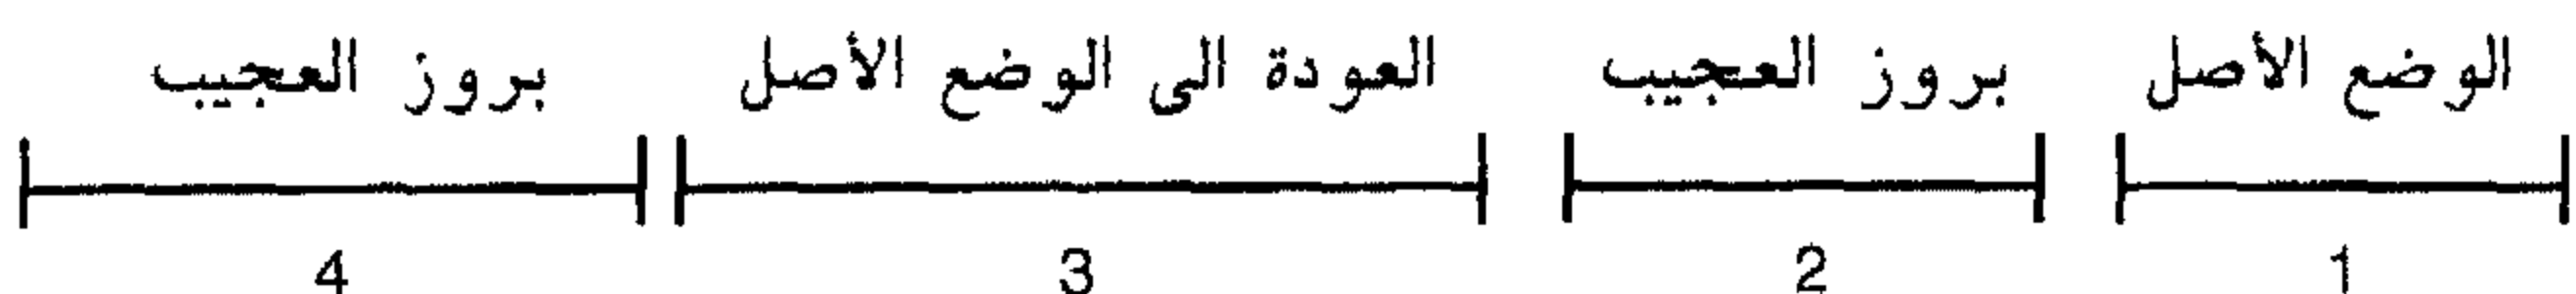 الوضع الأصل بروز العجيب العودة الى الوضع الأصل بروز العجيب
1 2 3 4